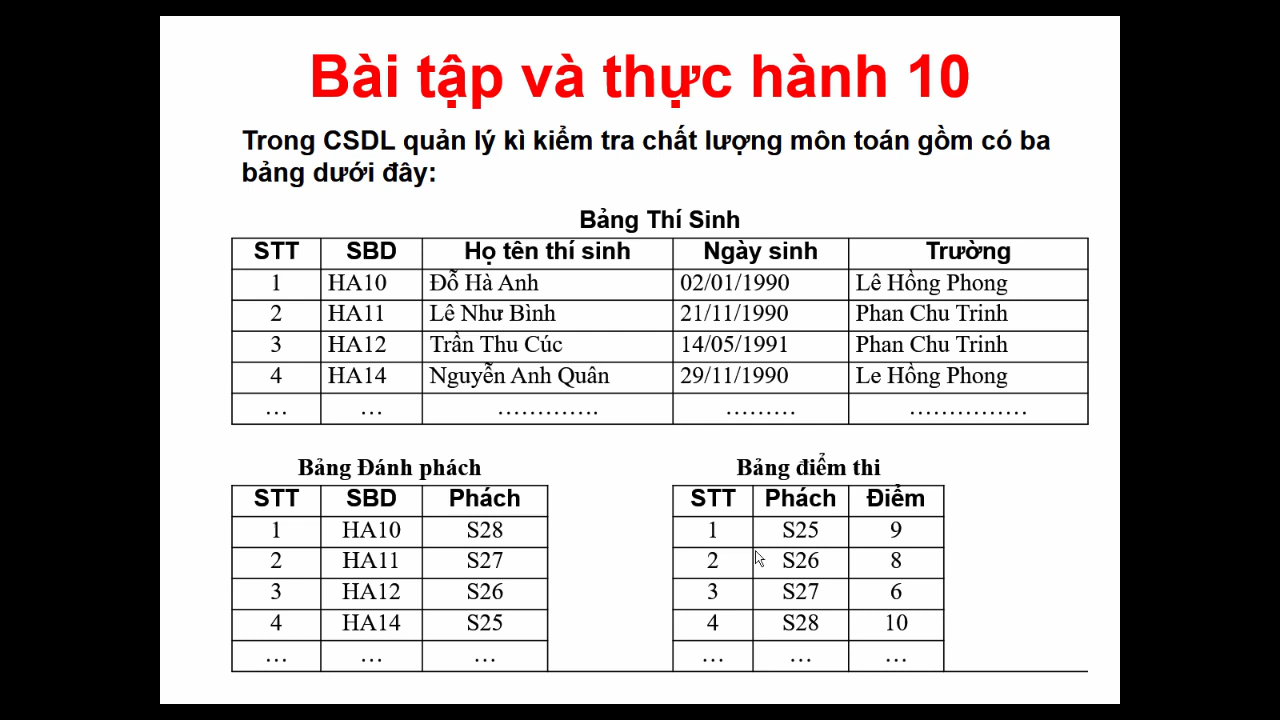 Bài tập và thực hành 10
Trong CSDL quản lý kì kiểm tra chất lượng môn toán gồm có ba
bảng dưới đây:
Bảng Thí Sinh
STT SBD Họ tên thí sinh Ngày sinh Trường
1 HA10 Đỗ Hà Anh 02/01/1990 Lê Hồng Phong
2 HA11 Lê Như Bình 21/11/1990 Phan Chu Trinh
3 HA12 Trần Thu Cúc 14/05/1991 Phan Chu Trinh
4 HA14 Nguyễn Anh Quân 29/11/1990 Le Hồng Phong
… … …………. ……… ……………
Bảng Đánh phách
STT SBD Phách
1 HA10 S28
2 HA11 S27
3 HA12 S26
4 HA14 S25
… … …
Bảng điểm thi
STT Phách Điểm
1 S25 9
2 S26 8
3 S27 6
4 S28 10
… … …